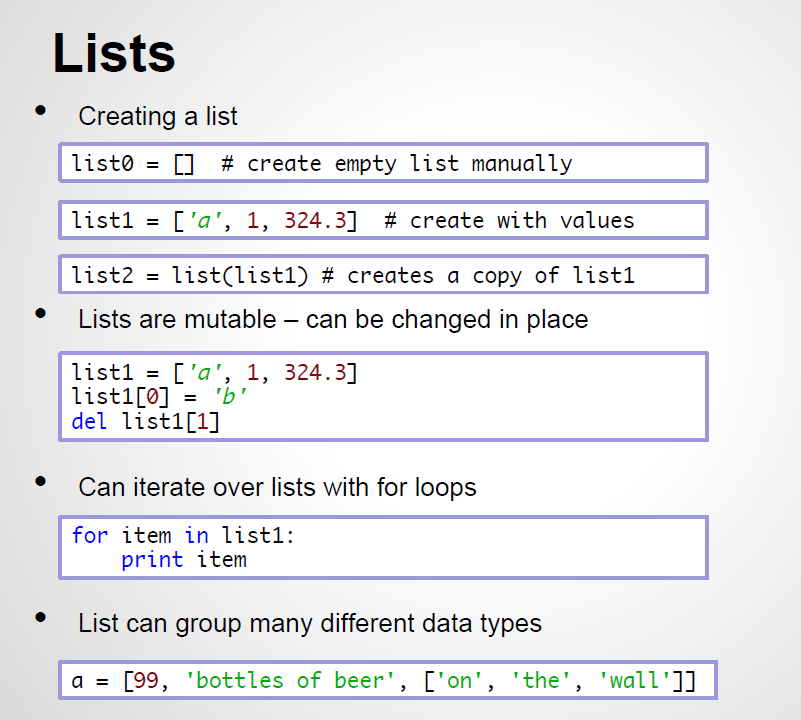 Lists
• Creating a list
list0 = []  # create empty list manually
list1 = ['a', 1, 324.3]  # create with values
list2 = list(list1) # creates a copy of list1
• Lists are mutable – can be changed in place
list1 = ['a', 1, 324.3]
list1[0] = 'b'
del list1[1]
• Can iterate over lists with for loops
for item in list1:
    print item
• List can group many different data types
a = [99, 'bottles of beer', ['on', 'the', 'wall']]